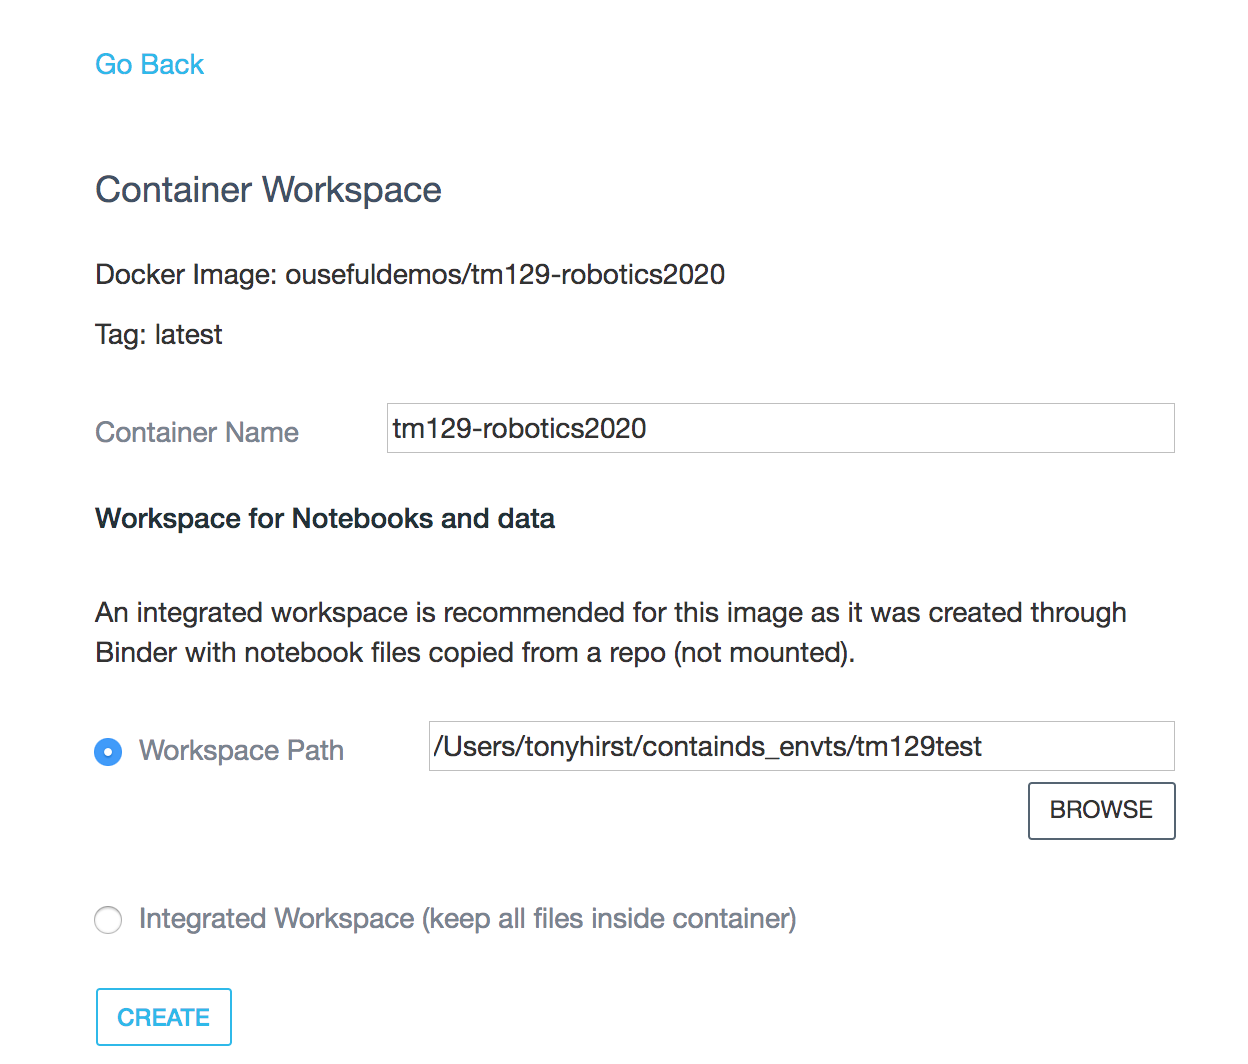 Go Back
Container Workspace
Docker Image: ousefuldemos/tm129-robotics2020
Tag: latest
Container Name
tm129-robotics2020
Workspace for Notebooks and data
An integrated workspace is recommended for this image as it was created through
Binder with notebook files copied from a repo (not mounted).
Workspace Path
/Users/tonyhirst/containds_envts/tm129test
BROWSE
Integrated Workspace (keep all files inside container)
CREATE